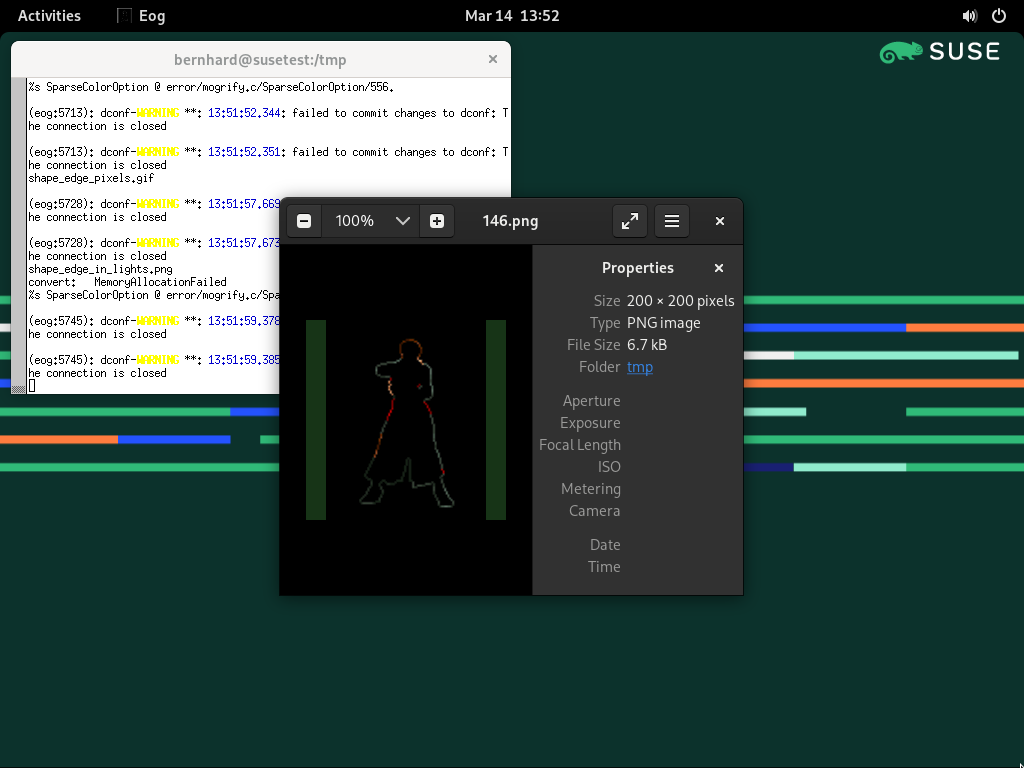 Activities
Eog
Mar 14 13:52
SUSE
bernhard@susetest:/tmp
%s SparseColorOption @ error/mogrify.c/SparseColorOption/556.
(eog:5713): dconf-WARNING **: 13:51:52.344: failed to commit changes to dconf: T
he connection is closed
(eog:5713): dconf-WARNING **: 13:51:52.351: failed to commit changes to dconf: T
he connection is closed
shape_edge_pixels.gif
(eog:5728): dconf-WARNING **: 13:51:57.669
he connection is closed
(eog:5728): dconf-WARNING **: 13:51:57.673
he connection is closed
shape_edge_in_lights.png
convert: MemoryAllocationFailed
%s SparseColorOption @ error/mogrify.c/Spa
(eog:5745): dconf-WARNING **: 13:51:59.378
he connection is closed
(eog:5745): dconf-WARNING **: 13:51:59.385
he connection is closed
100%
146.png
Properties
Size 200 × 200 pixels
Type PNG image
File Size 6.7 kB
Folder tmp
Aperture
Exposure
Focal Length
ISO
Metering
Camera
Date
Time